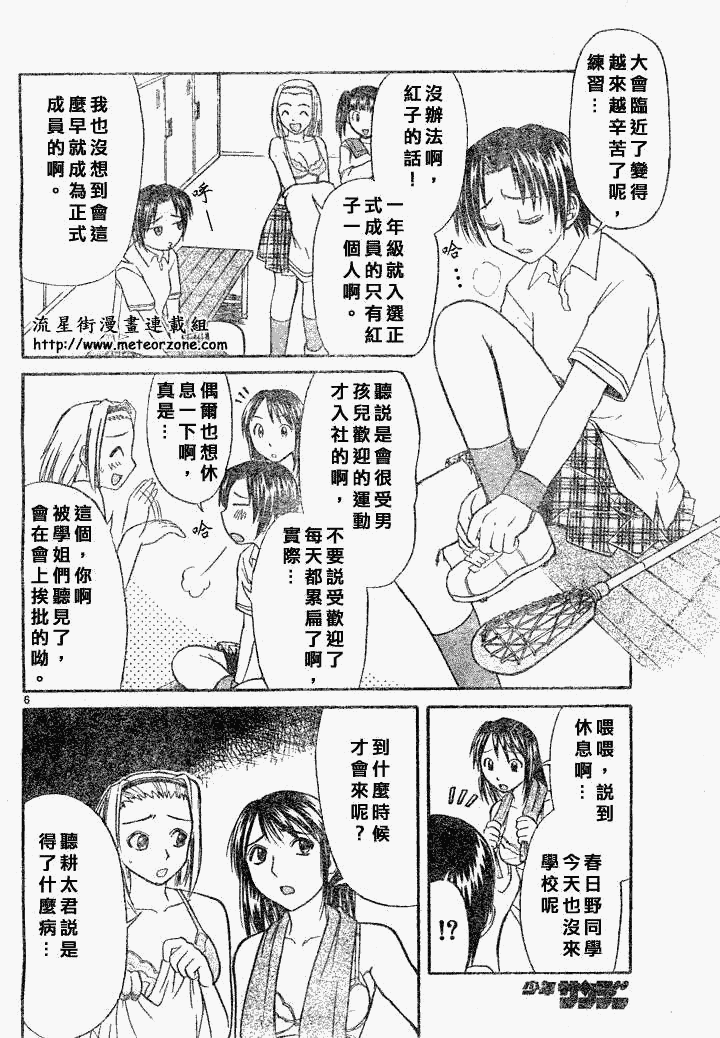 大會臨近了變得
越來越辛苦了呢，
練習…
哈…
沒辦法啊，
紅子的話！
一年級就入選正
式成員的只有紅
子一個人啊。
我也沒想到會這
麼早就成為正式
成員的啊。
呼—
流星街漫畫連載組
http://www.meteorzone.com/
聽說是會很受男
孩兒歡迎的運動
才入社的啊，
不要說受歡迎了
每天都累扁了啊，
實際…
偶爾也想休
息一下啊，
真是…
哈
這個，你啊
被學姐們聽見了，
會在會上挨批的呦。
6
喂喂，說到
休息啊…
春日野同學
今天也沒來
學校呢
!?
到什麼時候
才會來呢？
聽耕太君說是
得了什麼病…
少年